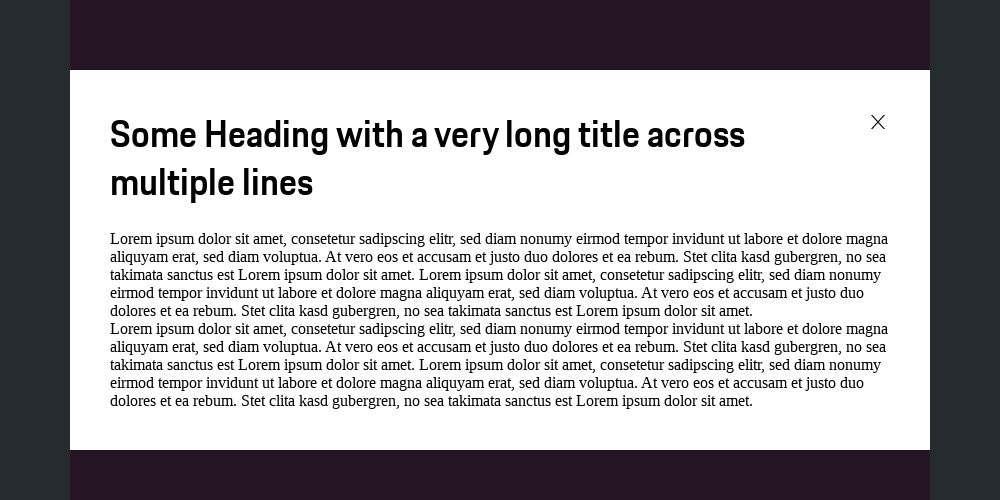 Some Heading with a very long title across
multiple lines
Lorem ipsum dolor sit amet, consetetur sadipscing elitr, sed diam nonumy eirmod tempor invidunt ut labore et dolore magna
aliquyam erat, sed diam voluptua. At vero eos et accusam et justo duo dolores et ea rebum. Stet clita kasd gubergren, no sea
takimata sanctus est Lorem ipsum dolor sit amet. Lorem ipsum dolor sit amet, consetetur sadipscing elitr, sed diam nonumy
eirmod tempor invidunt ut labore et dolore magna aliquyam erat, sed diam voluptua. At vero eos et accusam et justo duo
dolores et ea rebum. Stet clita kasd gubergren, no sea takimata sanctus est Lorem ipsum dolor sit amet.
Lorem ipsum dolor sit amet, consetetur sadipscing elitr, sed diam nonumy eirmod tempor invidunt ut labore et dolore magna
aliquyam erat, sed diam voluptua. At vero eos et accusam et justo duo dolores et ea rebum. Stet clita kasd gubergren, no sea
takimata sanctus est Lorem ipsum dolor sit amet. Lorem ipsum dolor sit amet, consetetur sadipscing elitr, sed diam nonumy
eirmod tempor invidunt ut labore et dolore magna aliquyam erat, sed diam voluptua. At vero eos et accusam et justo duo
dolores et ea rebum. Stet clita kasd gubergren, no sea takimata sanctus est Lorem ipsum dolor sit amet.